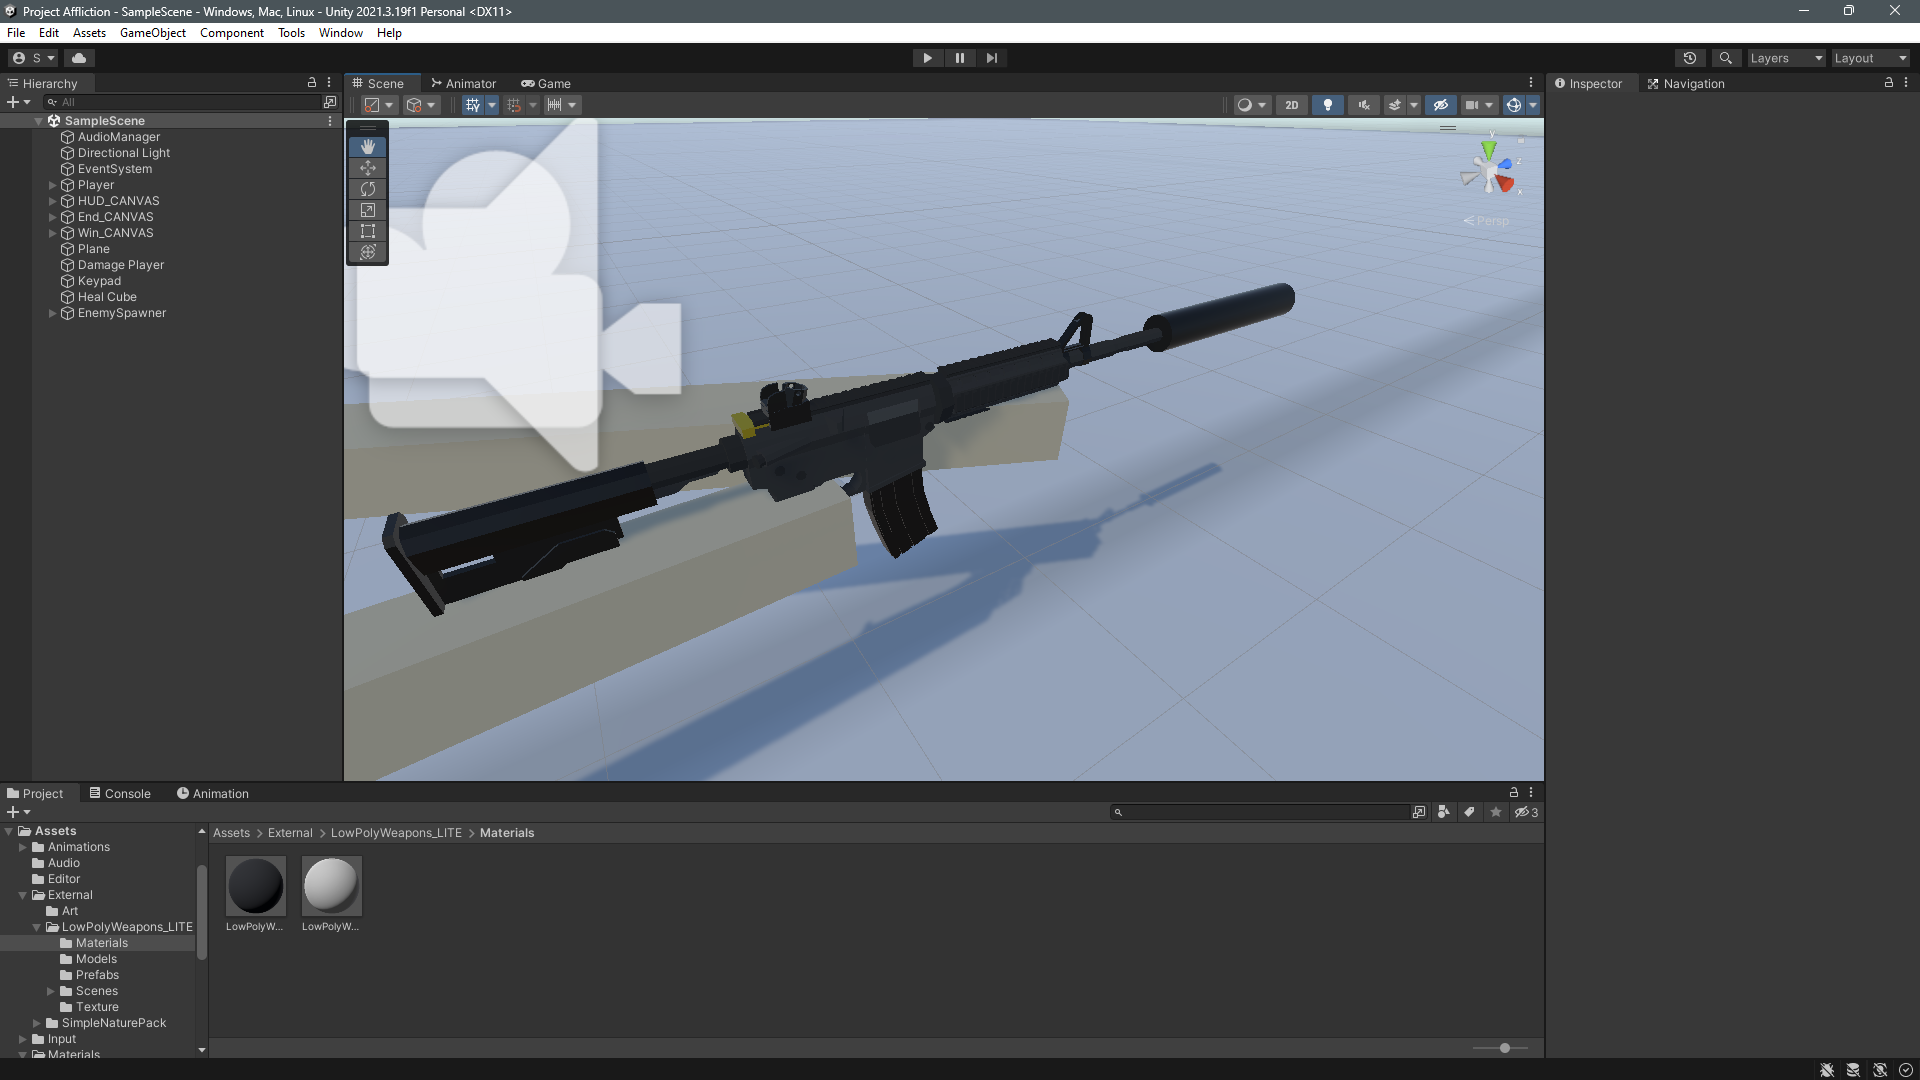 Project Affliction - SampleScene - Windows, Mac, Linux - Unity 2021.3.19f1 Personal <DX11>
File Edit Assets GameObject Component Tools Window Help
S
Layers Layout
Hierarchy
All
SampleScene
AudioManager
Directional Light
EventSystem
Player
HUD_CANVAS
End_CANVAS
Win_CANVAS
Plane
Damage Player
Keypad
Heal Cube
EnemySpawner
Scene Animator Game
2D
y
z
x
Persp
Inspector Navigation
Project Console Animation
3
Assets
Animations
Audio
Editor
External
Art
LowPolyWeapons_LITE
Materials
Models
Prefabs
Scenes
Texture
SimpleNaturePack
Input
Materials
Assets > External > LowPolyWeapons_LITE > Materials
LowPolyW... LowPolyW...